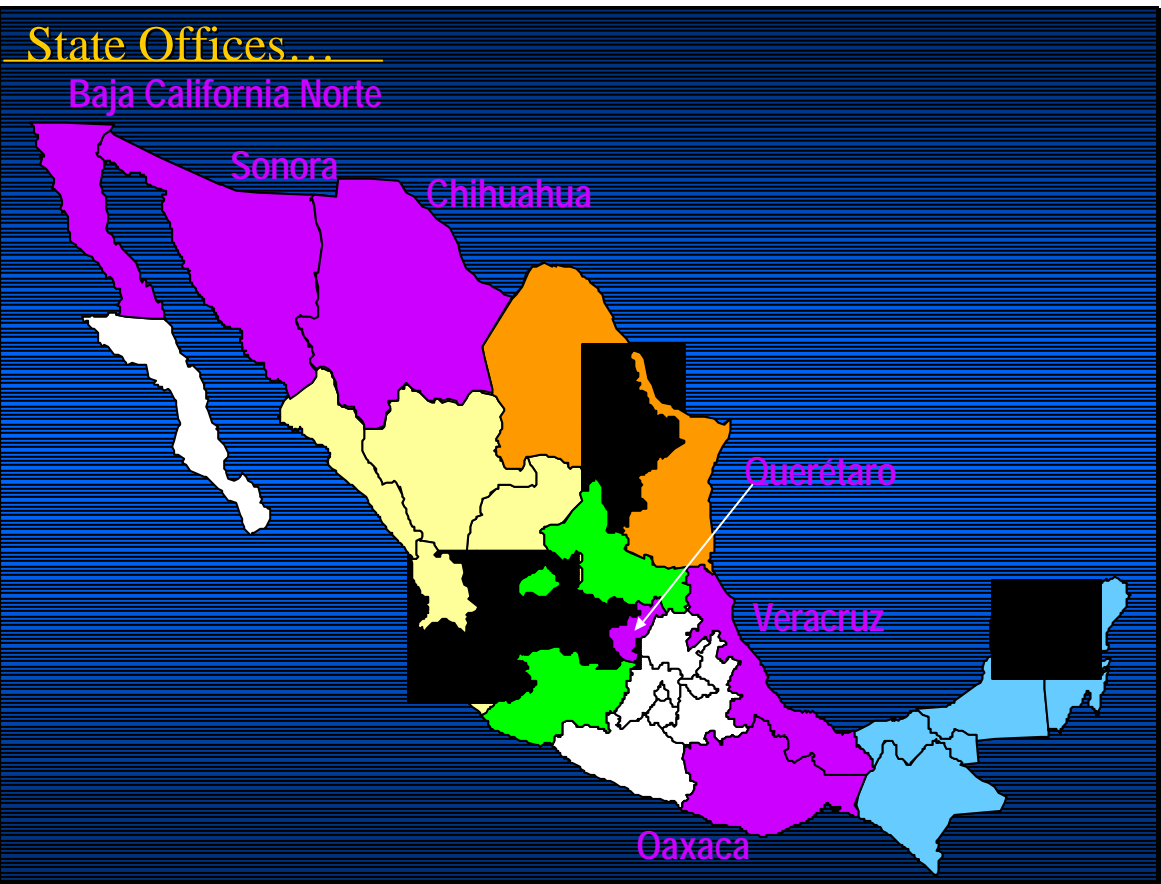 State Offices…
Baja California Norte
Sonora
Chihuahua
Querétaro
Veracruz
Oaxaca